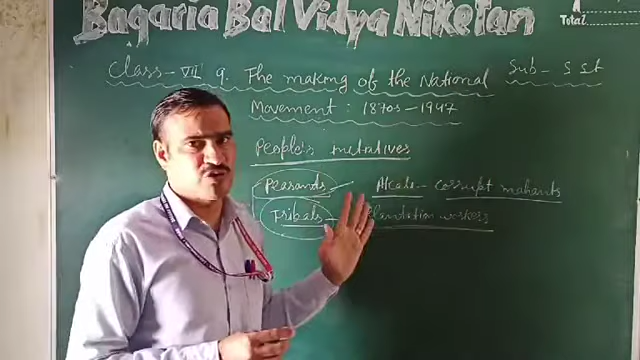 Bagaria Bal Vidya Niketan
Total
Class - VII 9. The making of the National Sub - S St
Movement : 1870s - 1947
People's initiatives
Peasants - Akali - corrupt mahants
Tribals - plantation workers